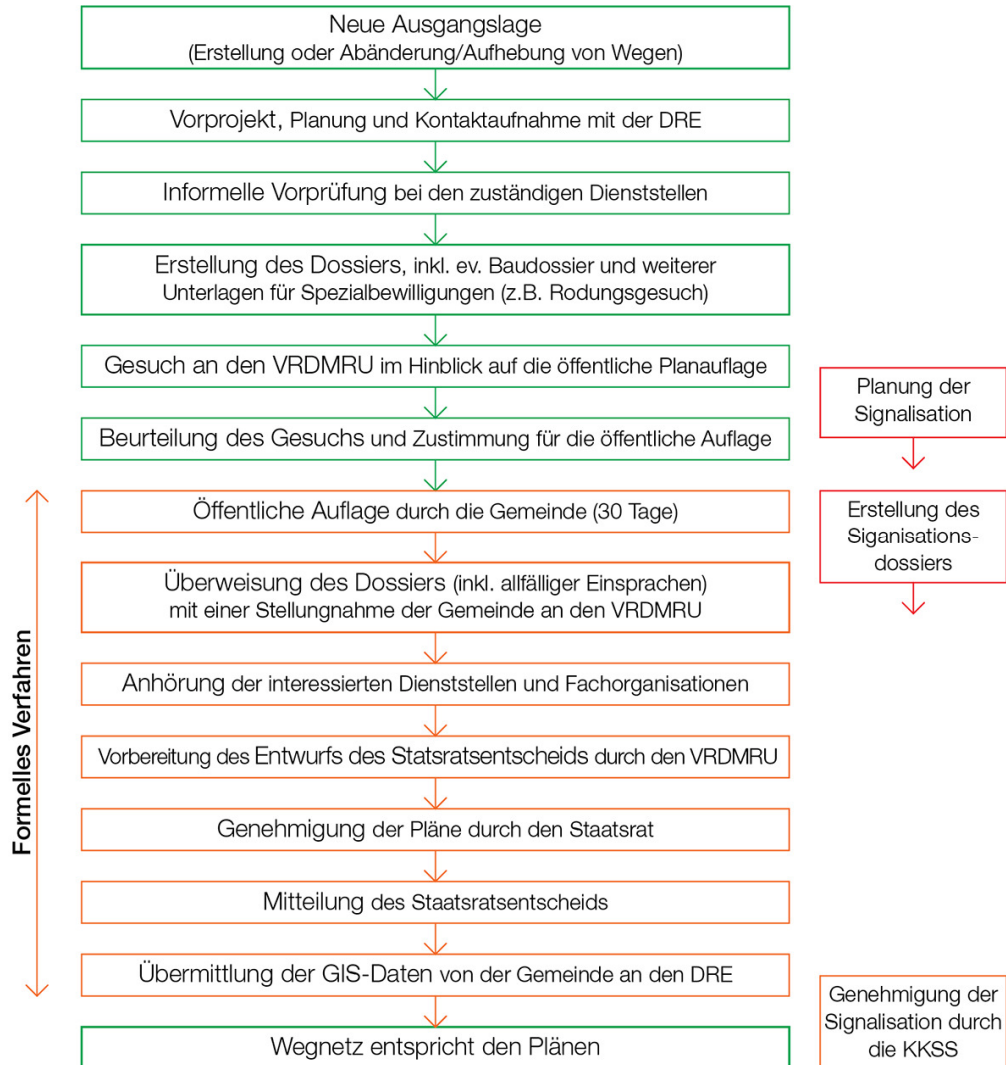 Neue Ausgangslage
(Erstellung oder Abänderung/Aufhebung von Wegen)
Vorprojekt, Planung und Kontaktaufnahme mit der DRE
Informelle Vorprüfung bei den zuständigen Dienststellen
Erstellung des Dossiers, inkl. ev. Baudossier und weiterer
Unterlagen für Spezialbewilligungen (z.B. Rodungsgesuch)
Gesuch an den VRDMRU im Hinblick auf die öffentliche Planauflage
Beurteilung des Gesuchs und Zustimmung für die öffentliche Auflage
Planung der
Signalisation
Formelles Verfahren
Öffentliche Auflage durch die Gemeinde (30 Tage)
Überweisung des Dossiers (inkl. allfälliger Einsprachen)
mit einer Stellungnahme der Gemeinde an den VRDMRU
Erstellung des
Siganisations-
dossiers
Anhörung der interessierten Dienststellen und Fachorganisationen
Vorbereitung des Entwurfs des Statsratsentscheids durch den VRDMRU
Genehmigung der Pläne durch den Staatsrat
Mitteilung des Staatsratsentscheids
Übermittlung der GIS-Daten von der Gemeinde an den DRE
Wegnetz entspricht den Plänen
Genehmigung der
Signalisation durch
die KKSS